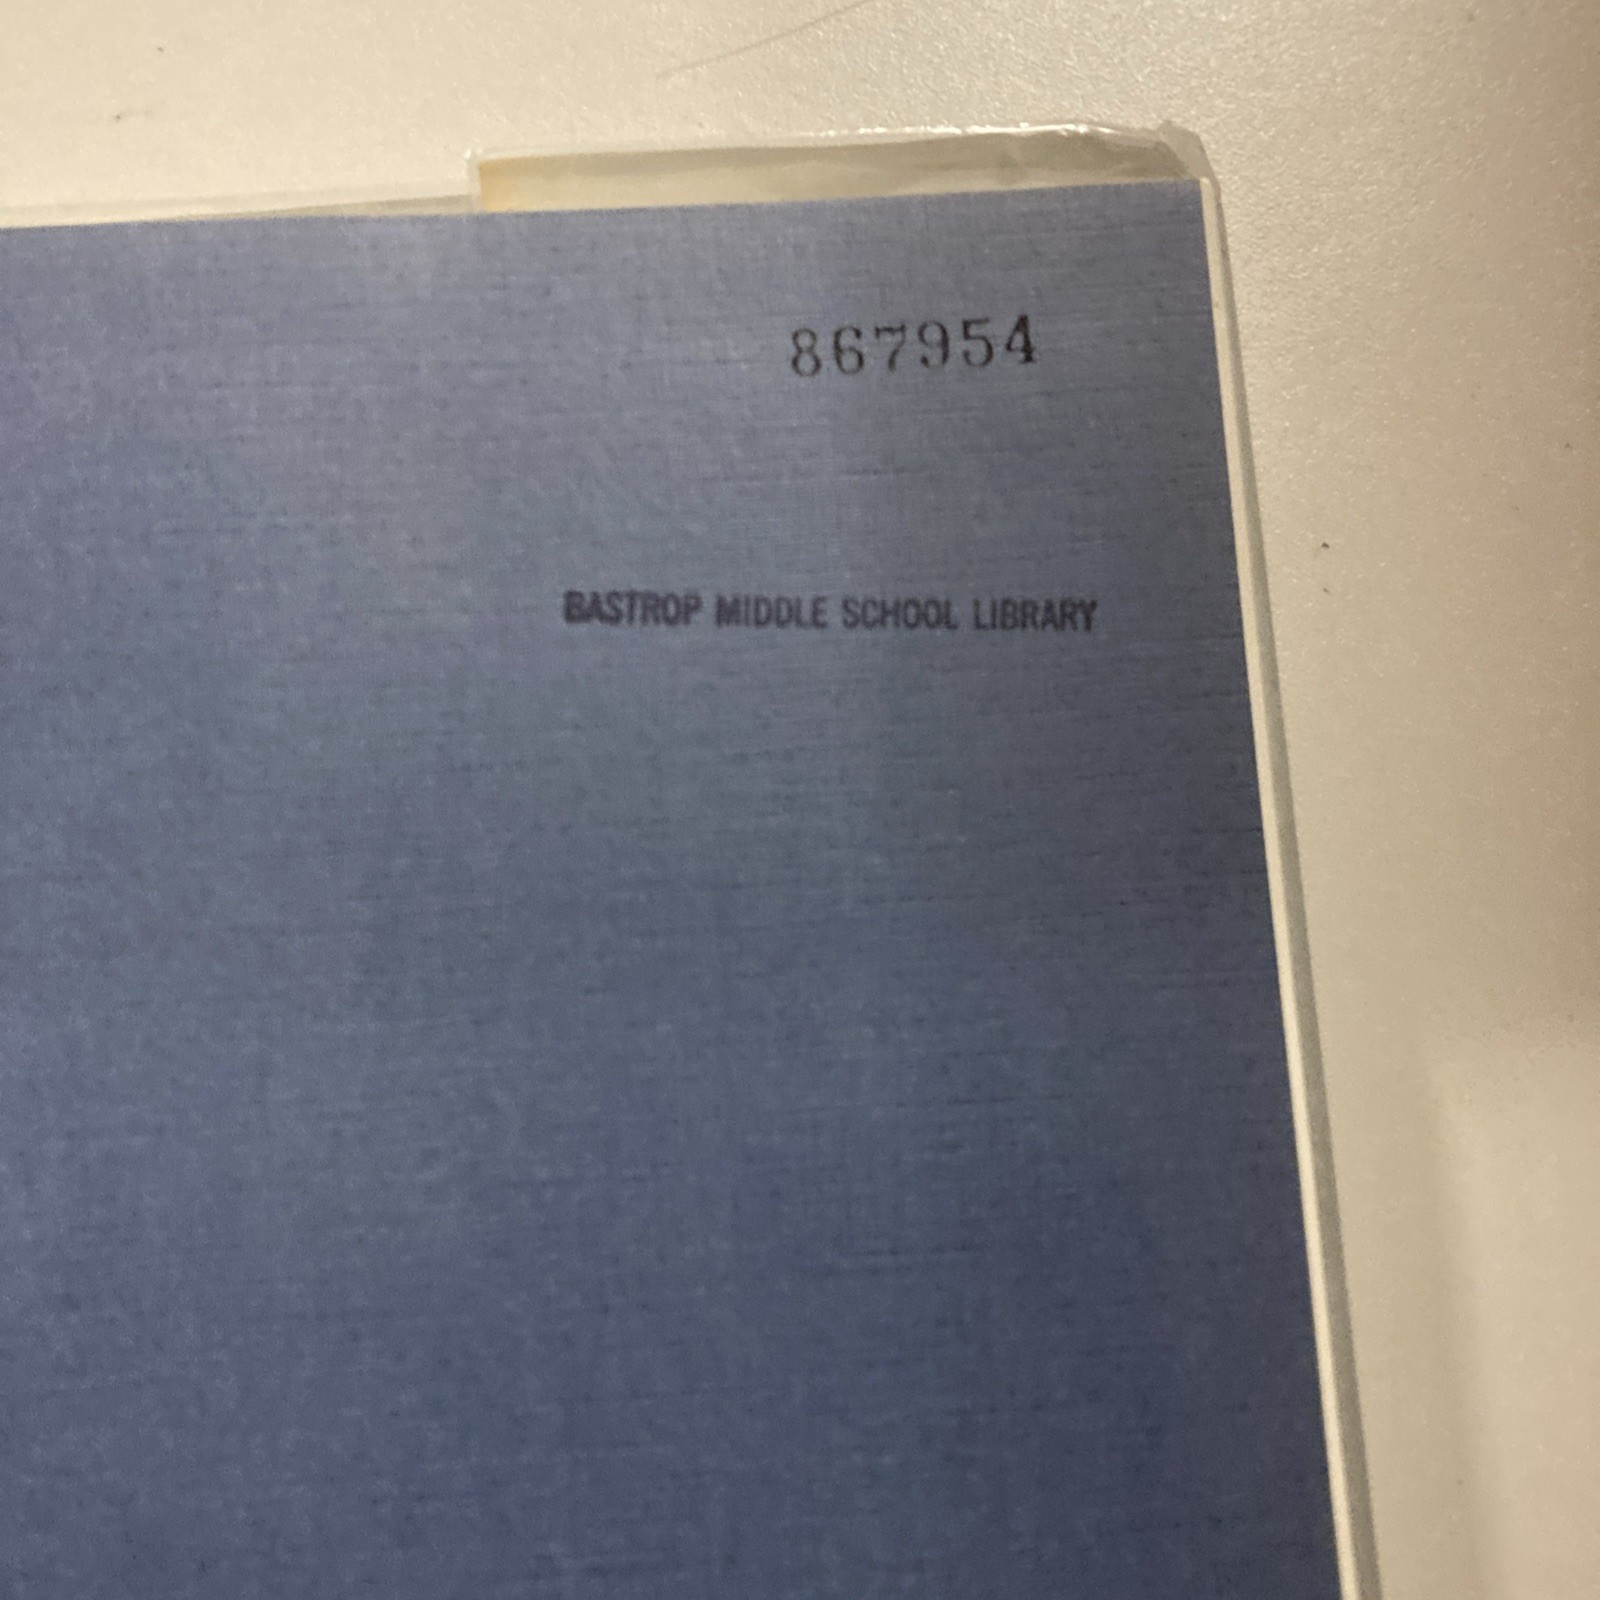 867954
BASTROP MIDDLE SCHOOL LIBRARY